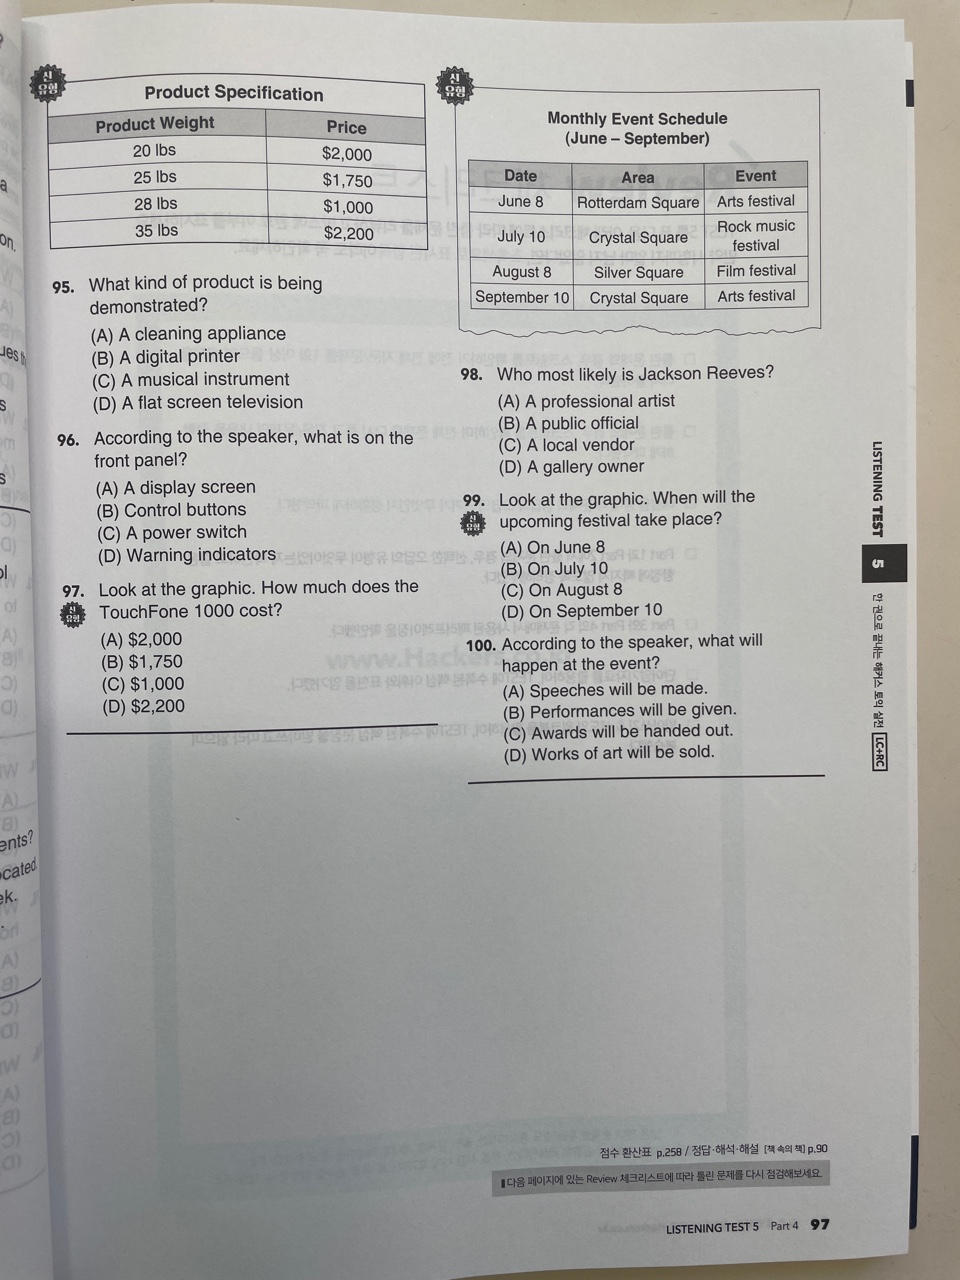 신
유형
Product Specification
Product Weight Price
20 lbs $2,000
25 lbs $1,750
28 lbs $1,000
35 lbs $2,200
95. What kind of product is being
demonstrated?
(A) A cleaning appliance
(B) A digital printer
(C) A musical instrument
(D) A flat screen television
96. According to the speaker, what is on the
front panel?
(A) A display screen
(B) Control buttons
(C) A power switch
(D) Warning indicators
97. Look at the graphic. How much does the
신
유형
TouchFone 1000 cost?
(A) $2,000
(B) $1,750
(C) $1,000
(D) $2,200
신
유형
Monthly Event Schedule
(June – September)
Date Area Event
June 8 Rotterdam Square Arts festival
July 10 Crystal Square Rock music
festival
August 8 Silver Square Film festival
September 10 Crystal Square Arts festival
98. Who most likely is Jackson Reeves?
(A) A professional artist
(B) A public official
(C) A local vendor
(D) A gallery owner
99. Look at the graphic. When will the
신
유형
upcoming festival take place?
(A) On June 8
(B) On July 10
(C) On August 8
(D) On September 10
100. According to the speaker, what will
happen at the event?
(A) Speeches will be made.
(B) Performances will be given.
(C) Awards will be handed out.
(D) Works of art will be sold.
LISTENING TEST 5 한 권으로 끝내는 해커스 토익 실전 LC+RC
점수 환산표 p.258 / 정답·해석·해설 [책 속의 책] p.90
다음 페이지에 있는 Review 체크리스트에 따라 틀린 문제를 다시 점검해보세요.
LISTENING TEST 5 Part 4 97